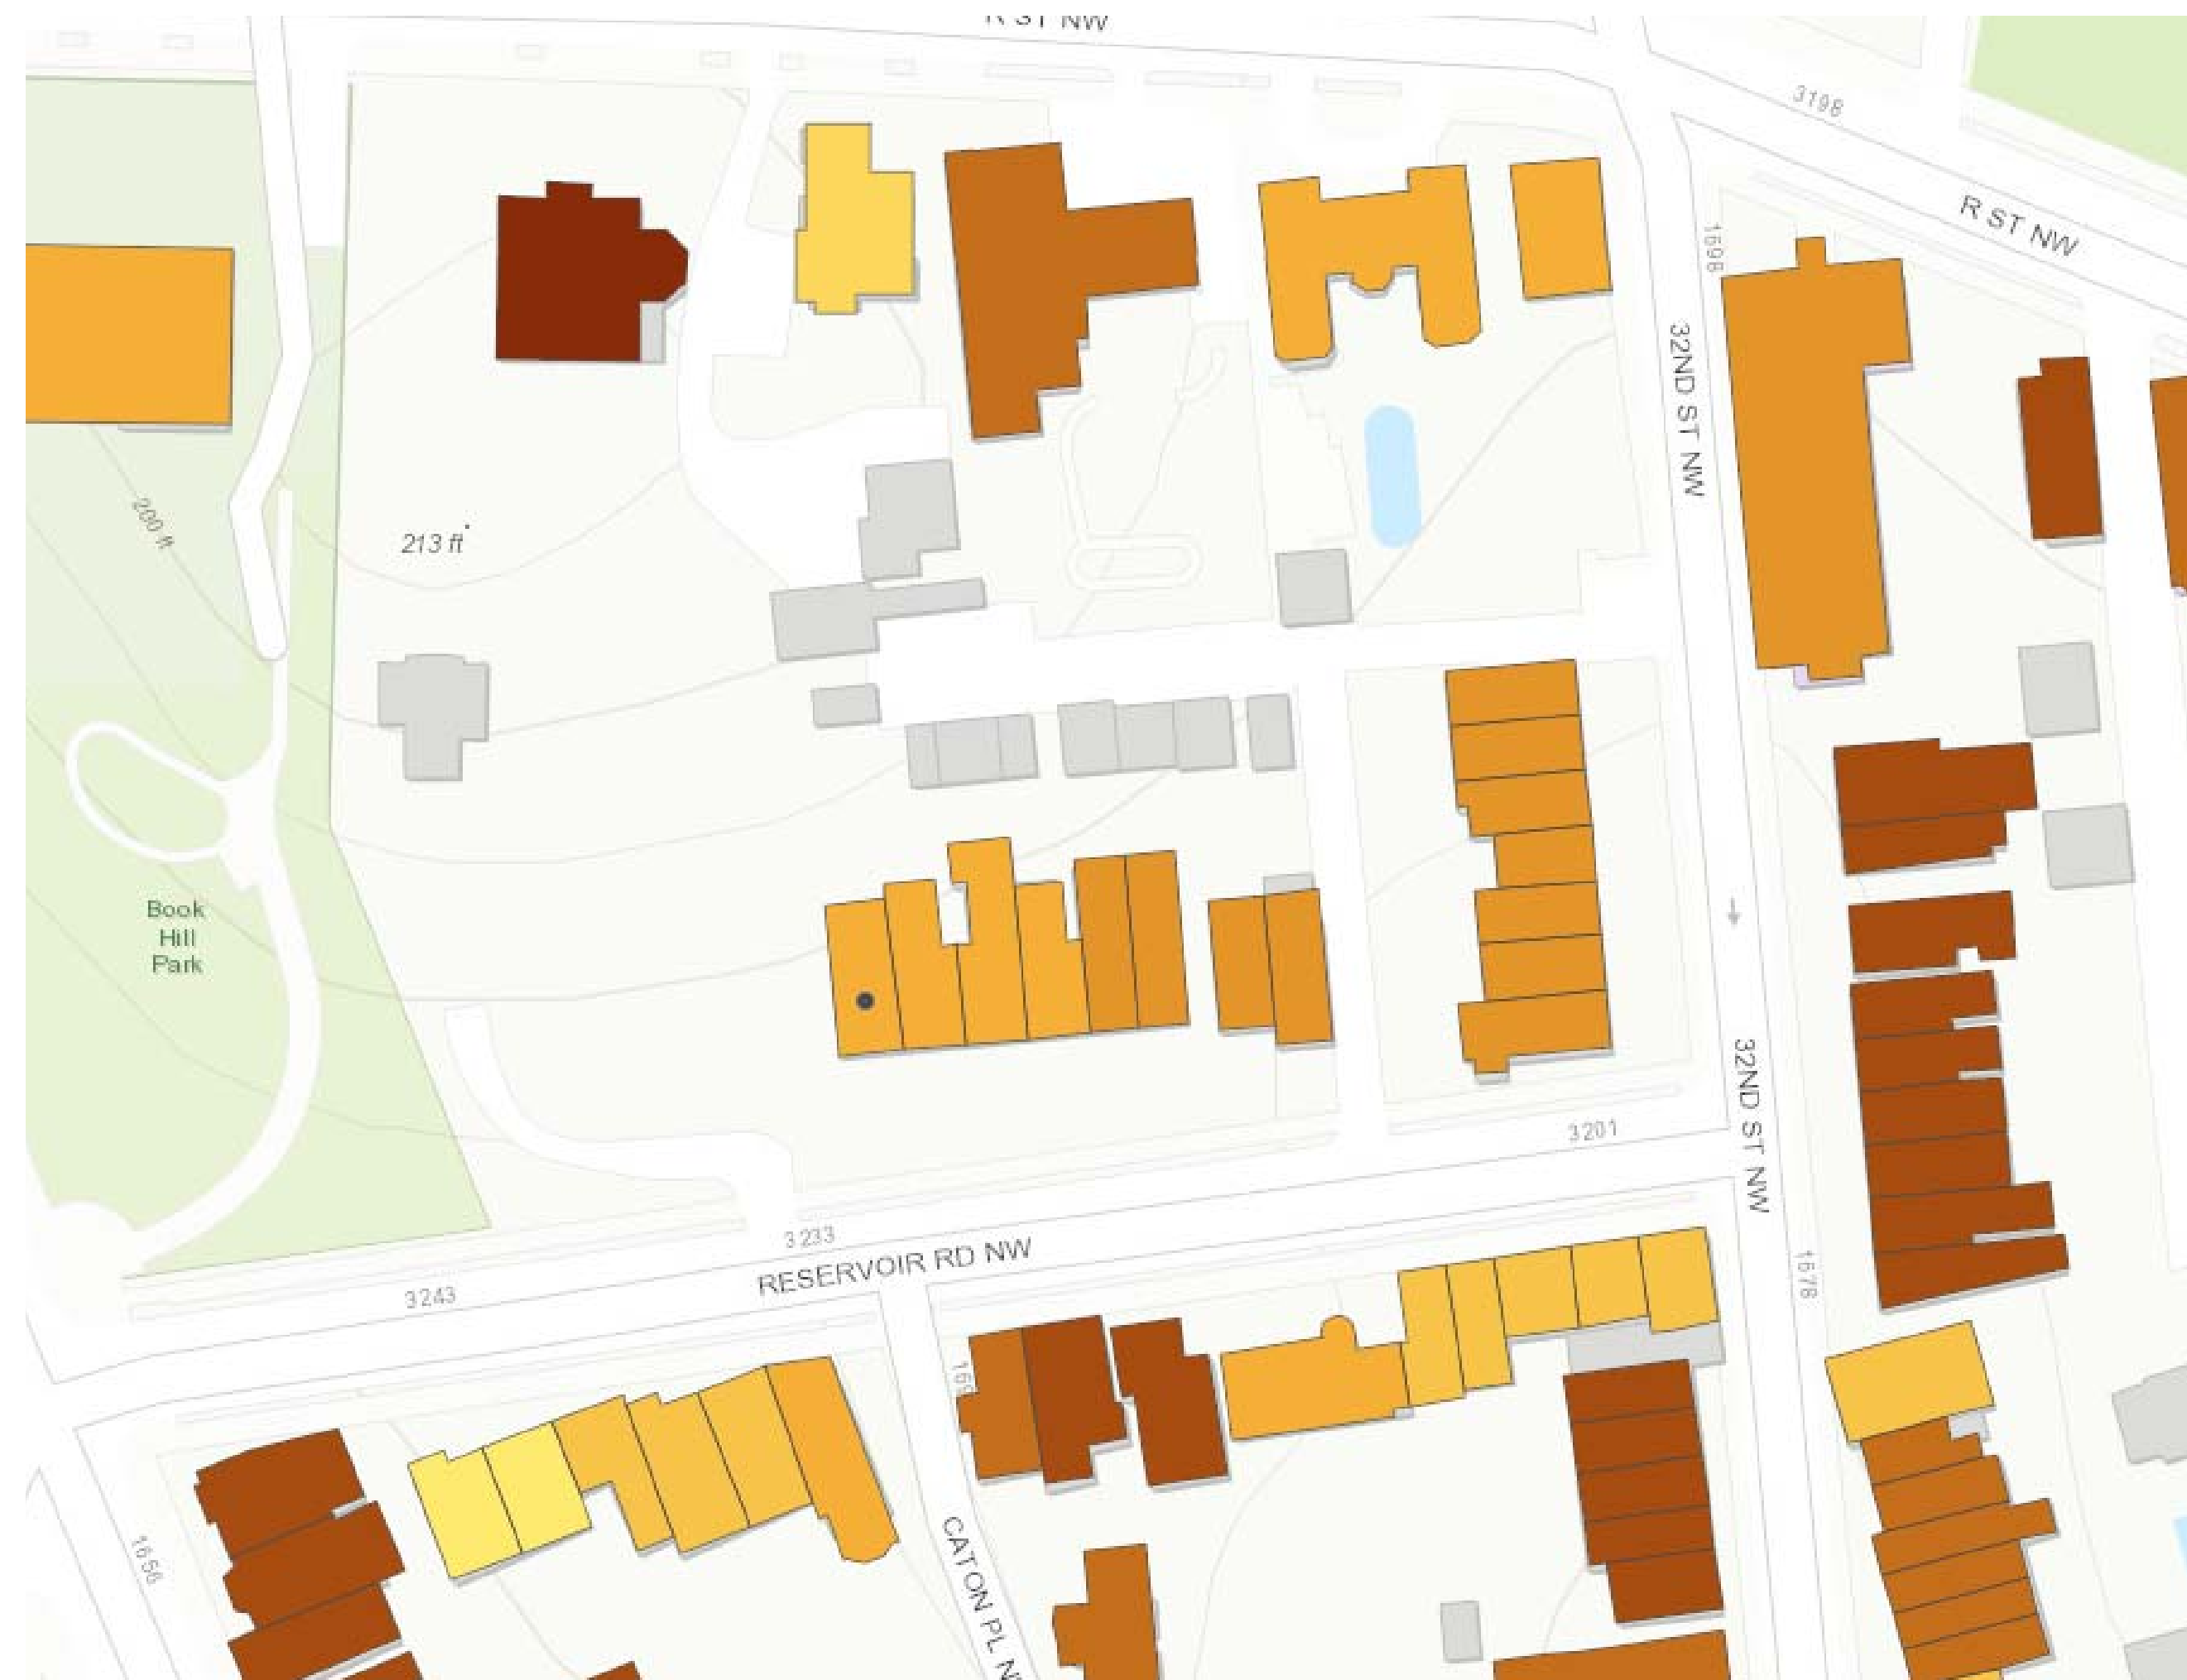 R ST NW
3198
R ST NW
1698
32ND ST NW
200 ft
213 ft
Book
Hill
Park
32ND ST NW
3201
3233
RESERVOIR RD NW
3243
1678
CATON PL
1656